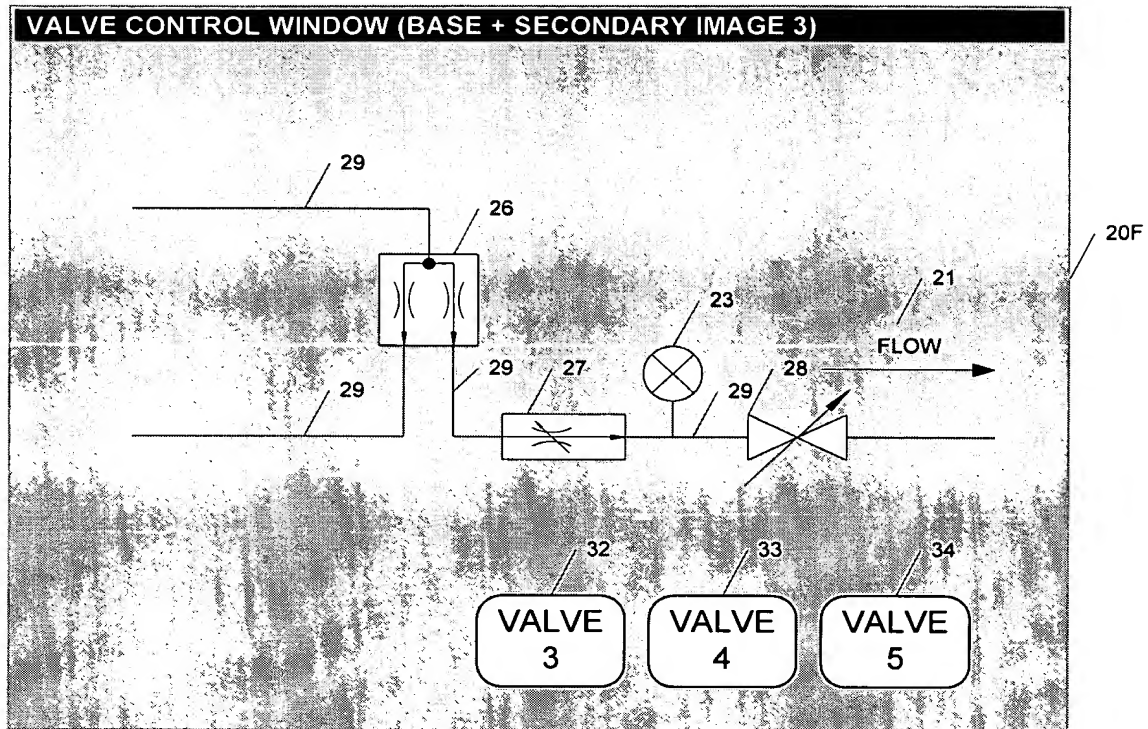 VALVE CONTROL WINDOW (BASE + SECONDARY IMAGE 3)
29
26
20F
21
23
FLOW
29
29
27
29
28
32
33
34
VALVE
3
VALVE
4
VALVE
5